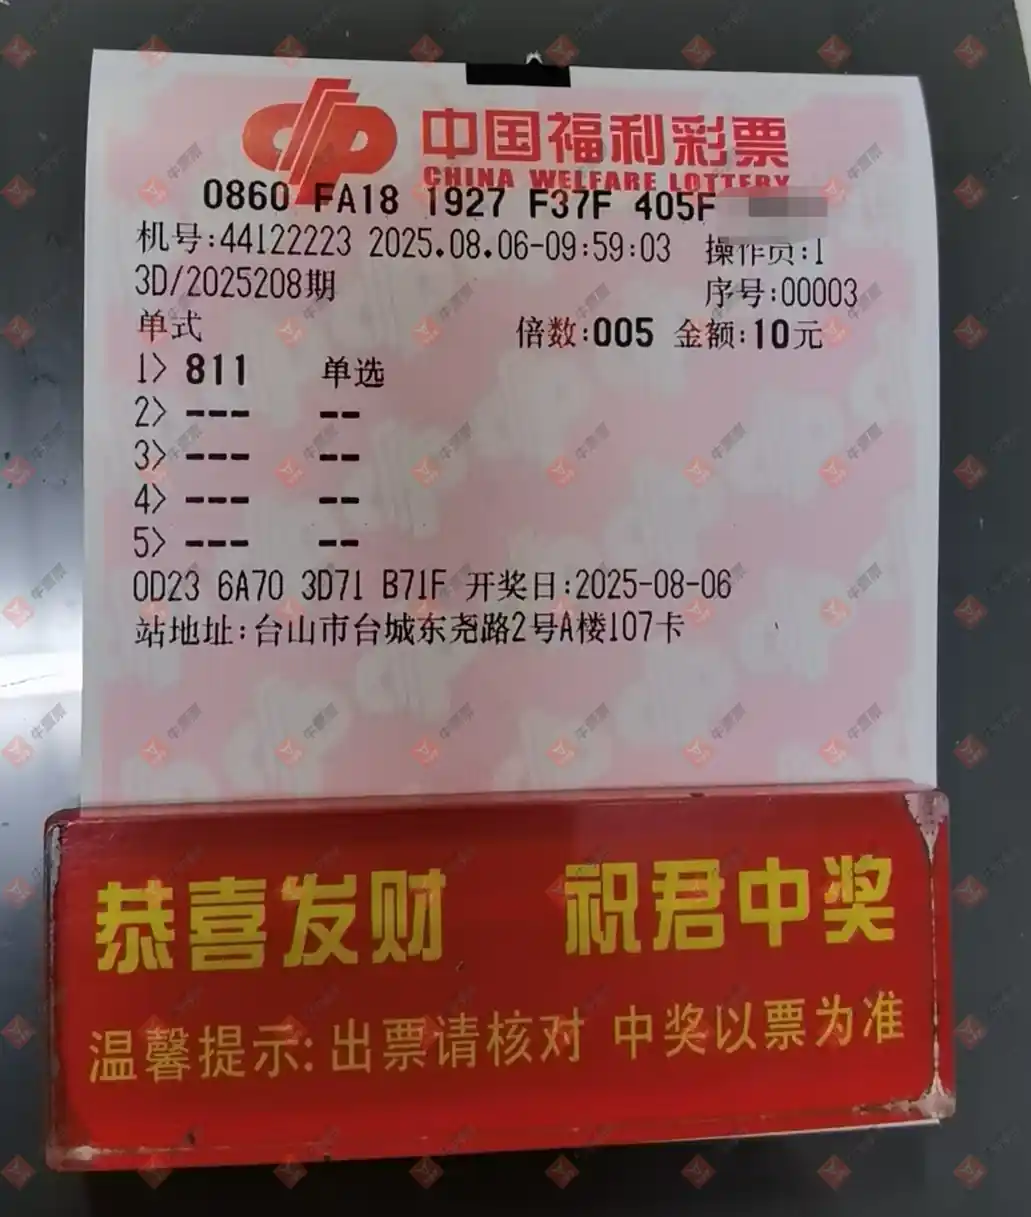 中国福利彩票
CHINA WELFARE LOTTERY
0860 FA18 1927 F37F 405F
机号:44122223 2025.08.06-09:59:03 操作员:1
3D/2025208期 序号:00003
单式 倍数:005 金额:10元
1> 811 单选
2> --- --
3> --- --
4> --- --
5> --- --
0D23 6A70 3D71 B71F 开奖日:2025-08-06
站地址:台山市台城东尧路2号A楼107卡
恭喜发财 祝君中奖
温馨提示:出票请核对 中奖以票为准